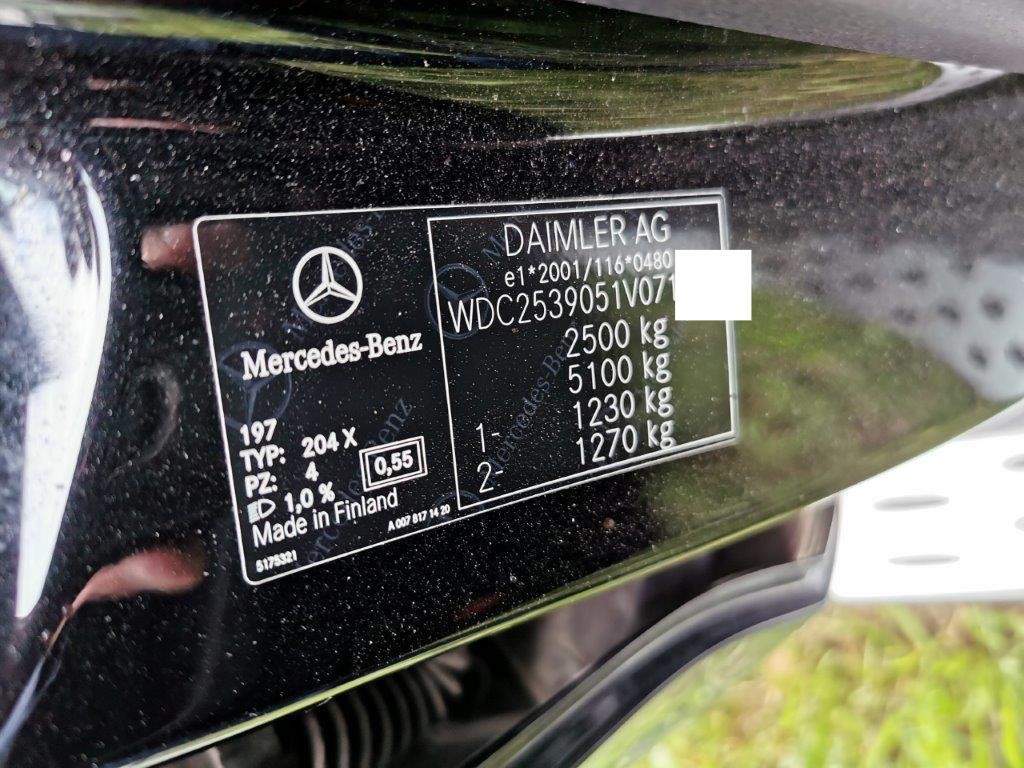 Mercedes-Benz
197
TYP: 204 X
PZ: 4
1,0 %
0,55
Made in Finland
A 007 817 14 20
5175321
DAIMLER AG
e1*2001/116*0480
WDC2539051V071
2500 kg
5100 kg
1- 1230 kg
2- 1270 kg